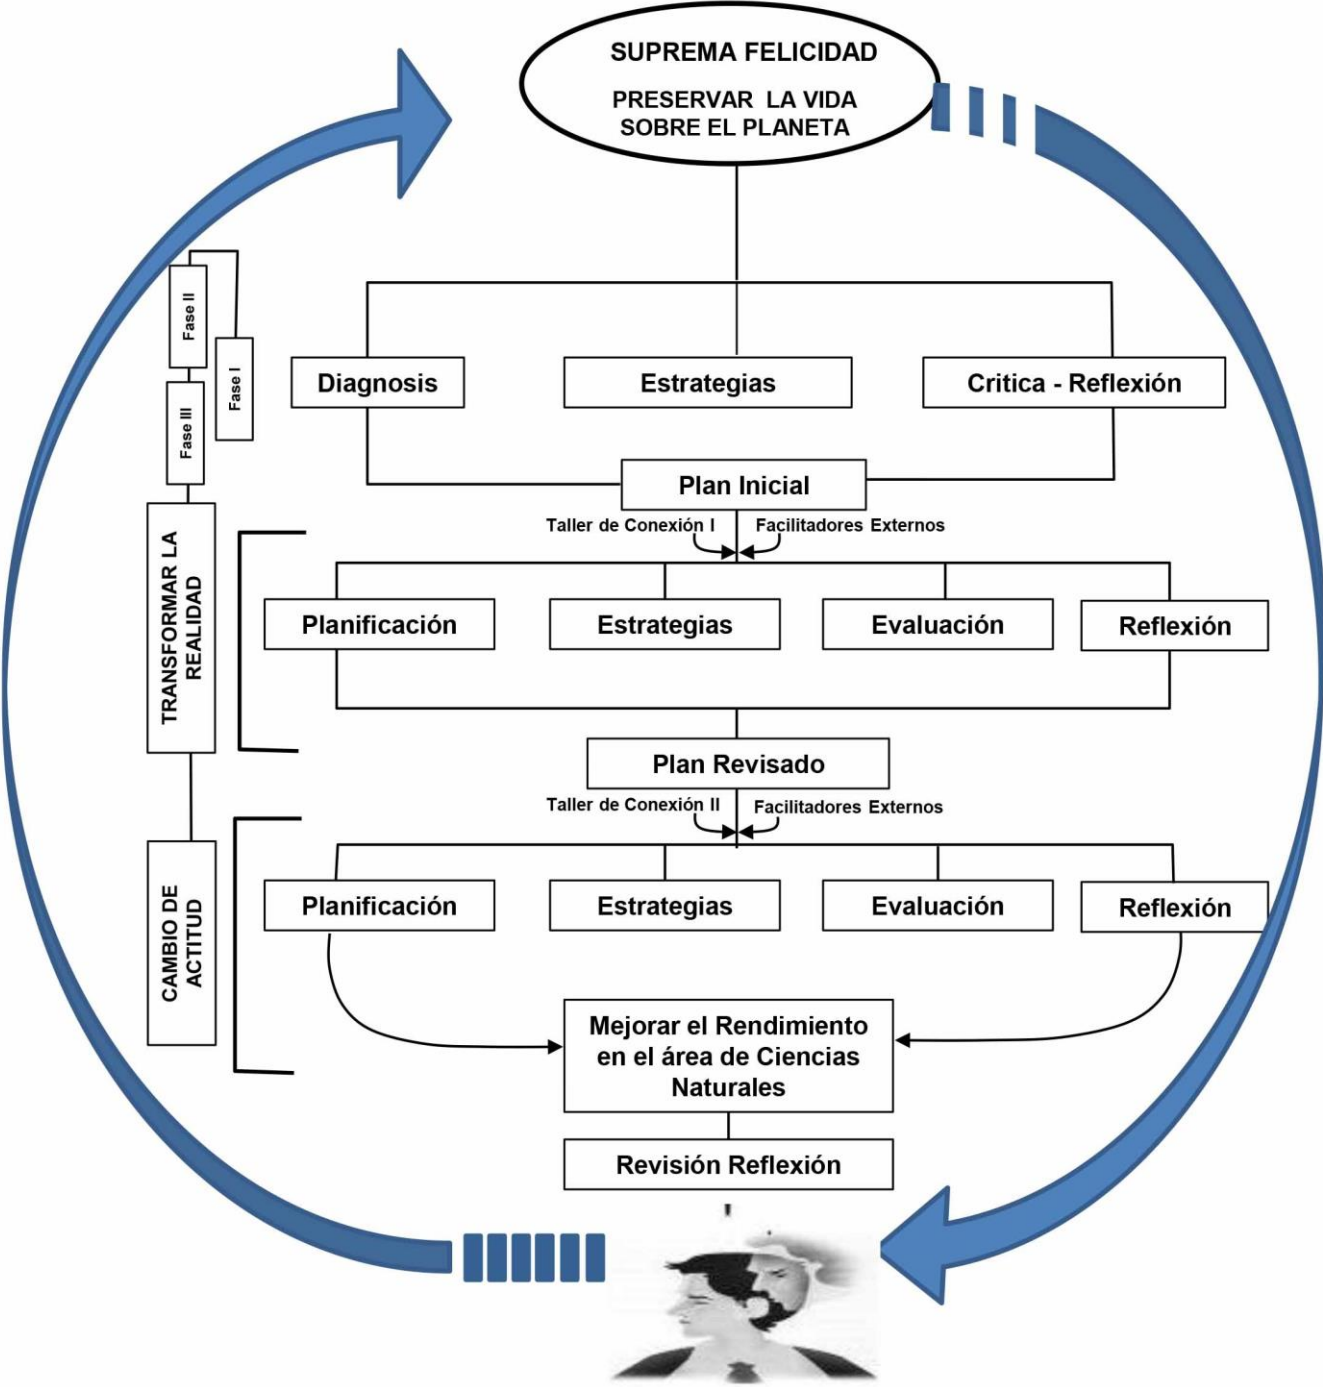 SUPREMA FELICIDAD
PRESERVAR LA VIDA
SOBRE EL PLANETA
Fase II
Fase I
Fase III
Diagnosis
Estrategias
Critica - Reflexión
Plan Inicial
Taller de Conexión I
Facilitadores Externos
TRANSFORMAR LA
REALIDAD
Planificación
Estrategias
Evaluación
Reflexión
Plan Revisado
Taller de Conexión II
Facilitadores Externos
CAMBIO DE
ACTITUD
Planificación
Estrategias
Evaluación
Reflexión
Mejorar el Rendimiento
en el área de Ciencias
Naturales
Revisión Reflexión